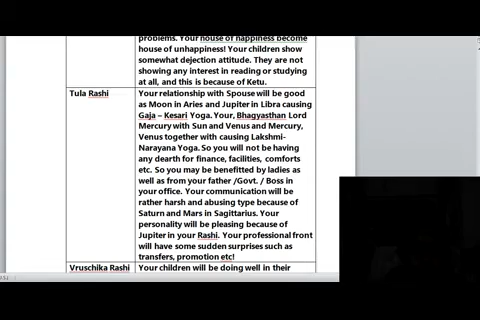 problems. Your house of happiness become
house of unhappiness! Your children show
somewhat dejection attitude. They are not
showing any interest in reading or studying
at all, and this is because of Ketu.
Tula Rashi
Your relationship with Spouse will be good
as Moon in Aries and Jupiter in Libra causing
Gaja – Kesari Yoga. Your, Bhagyasthan Lord
Mercury with Sun and Venus and Mercury,
Venus together with causing Lakshmi-
Narayana Yoga. So you will not be having
any dearth for finance, facilities, comforts
etc. So you may be benefitted by ladies as
well as from your father /Govt. / Boss in
your office. Your communication will be
rather harsh and abusing type because of
Saturn and Mars in Sagittarius. Your
personality will be pleasing because of
Jupiter in your Rashi. Your professional front
will have some sudden surprises such as
transfers, promotion etc!
Vruschika Rashi
Your children will be doing well in their